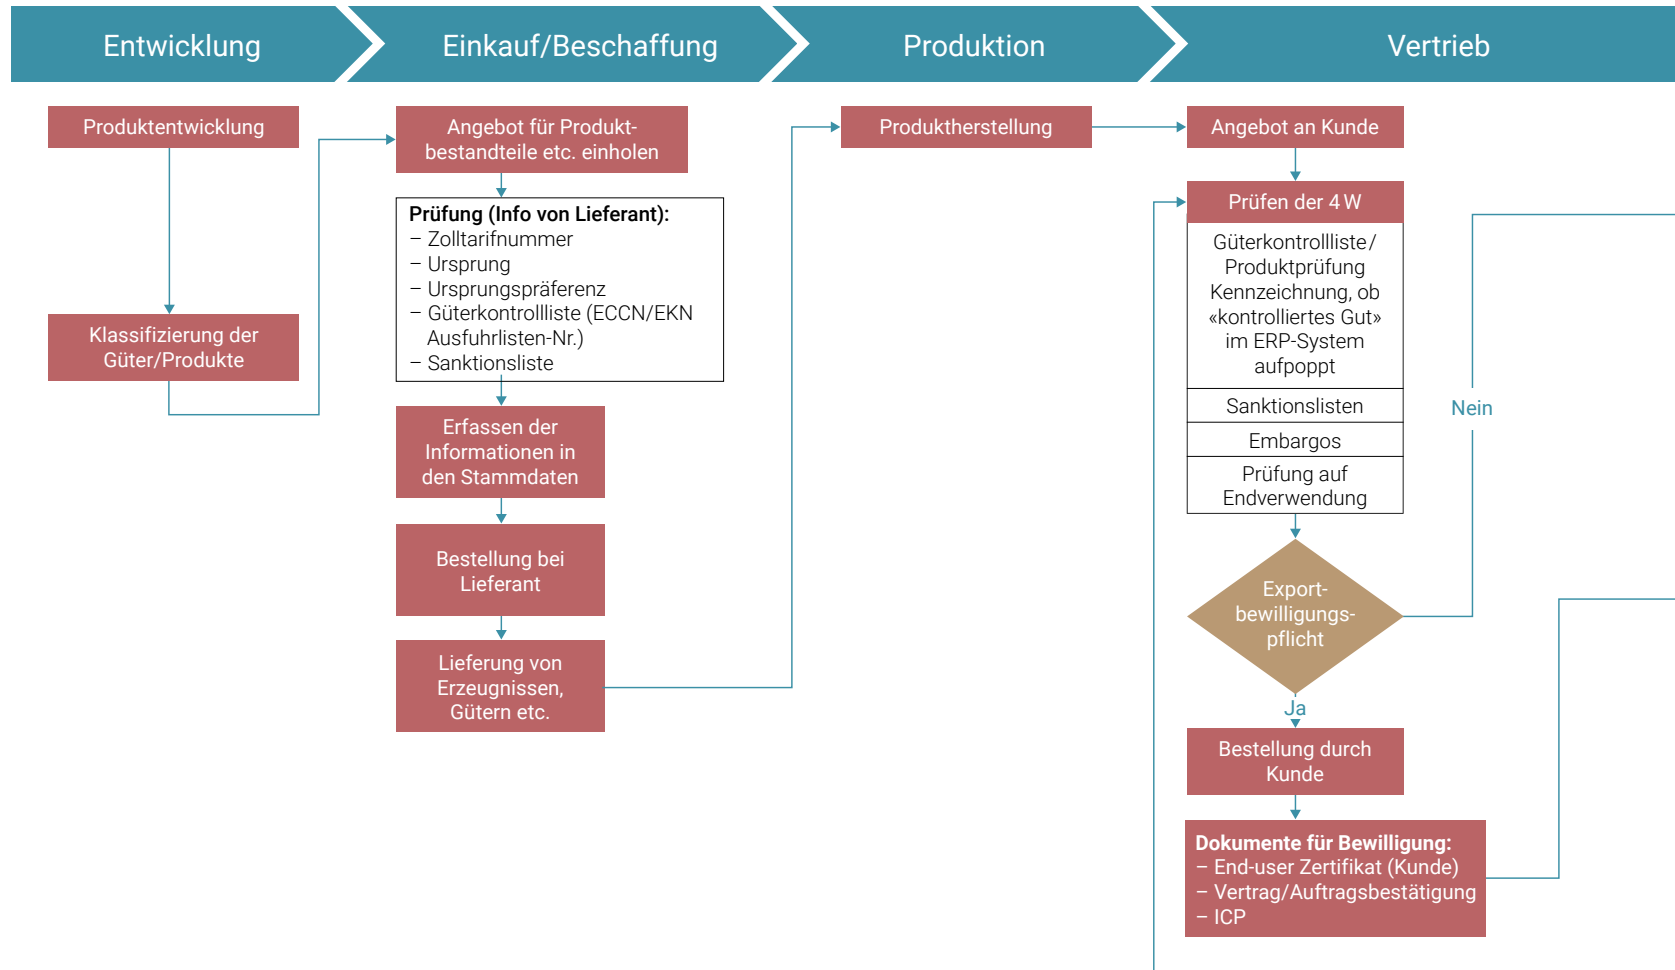 Entwicklung
Einkauf/Beschaffung
Produktion
Vertrieb
Produktentwicklung
Klassifizierung der
Güter/Produkte
Angebot für Produkt-
bestandteile etc. einholen
Prüfung (Info von Lieferant):
– Zolltarifnummer
– Ursprung
– Ursprungspräferenz
– Güterkontrollliste (ECCN/EKN
Ausfuhrlisten-Nr.)
– Sanktionsliste
Erfassen der
Informationen in
den Stammdaten
Bestellung bei
Lieferant
Lieferung von
Erzeugnissen,
Gütern etc.
Produktherstellung
Angebot an Kunde
Prüfen der 4 W
Güterkontrollliste/
Produktprüfung
Kennzeichnung, ob
«kontrolliertes Gut»
im ERP-System
aufpoppt
Sanktionslisten
Embargos
Prüfung auf
Endverwendung
Nein
Export-
bewilligungs-
pflicht
Ja
Bestellung durch
Kunde
Dokumente für Bewilligung:
– End-user Zertifikat (Kunde)
– Vertrag/Auftragsbestätigung
– ICP